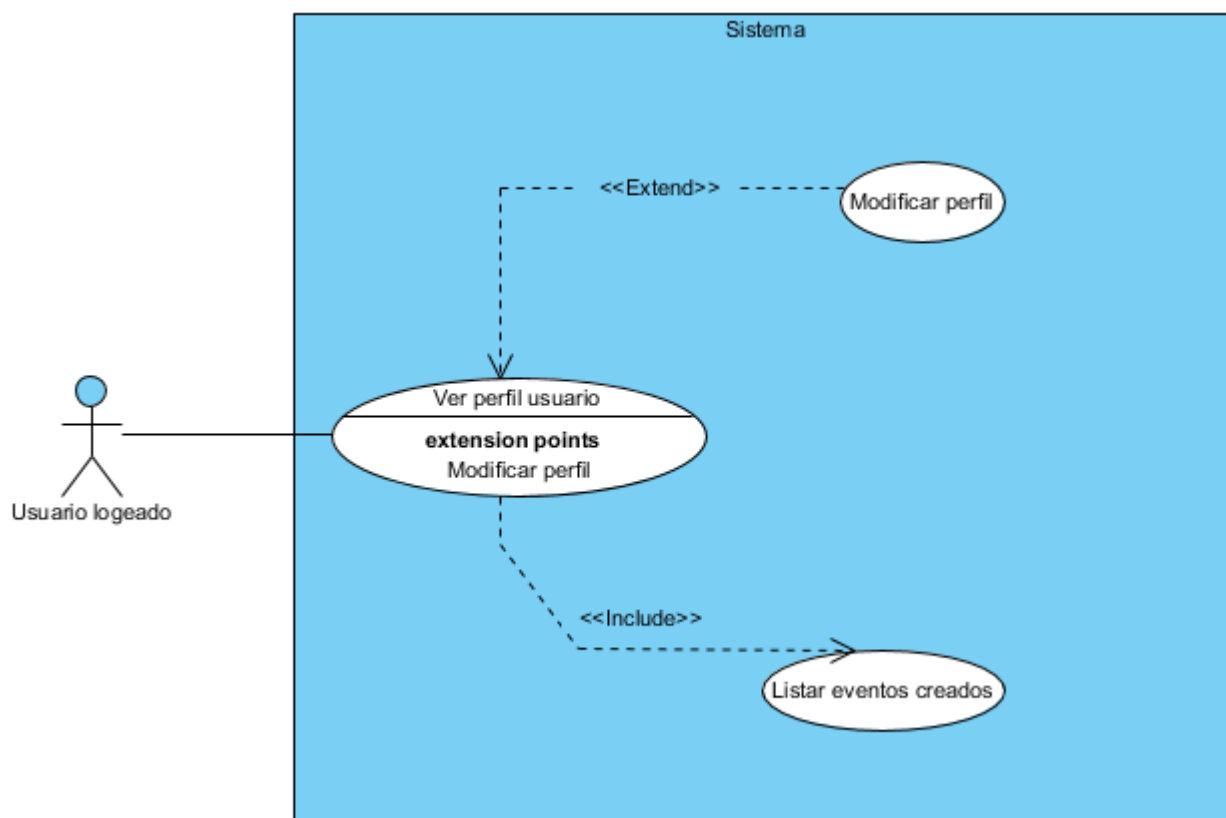 Sistema
<<Extend>>
Modificar perfil
Ver perfil usuario
extension points
Modificar perfil
Usuario logeado
<<Include>>
Listar eventos creados